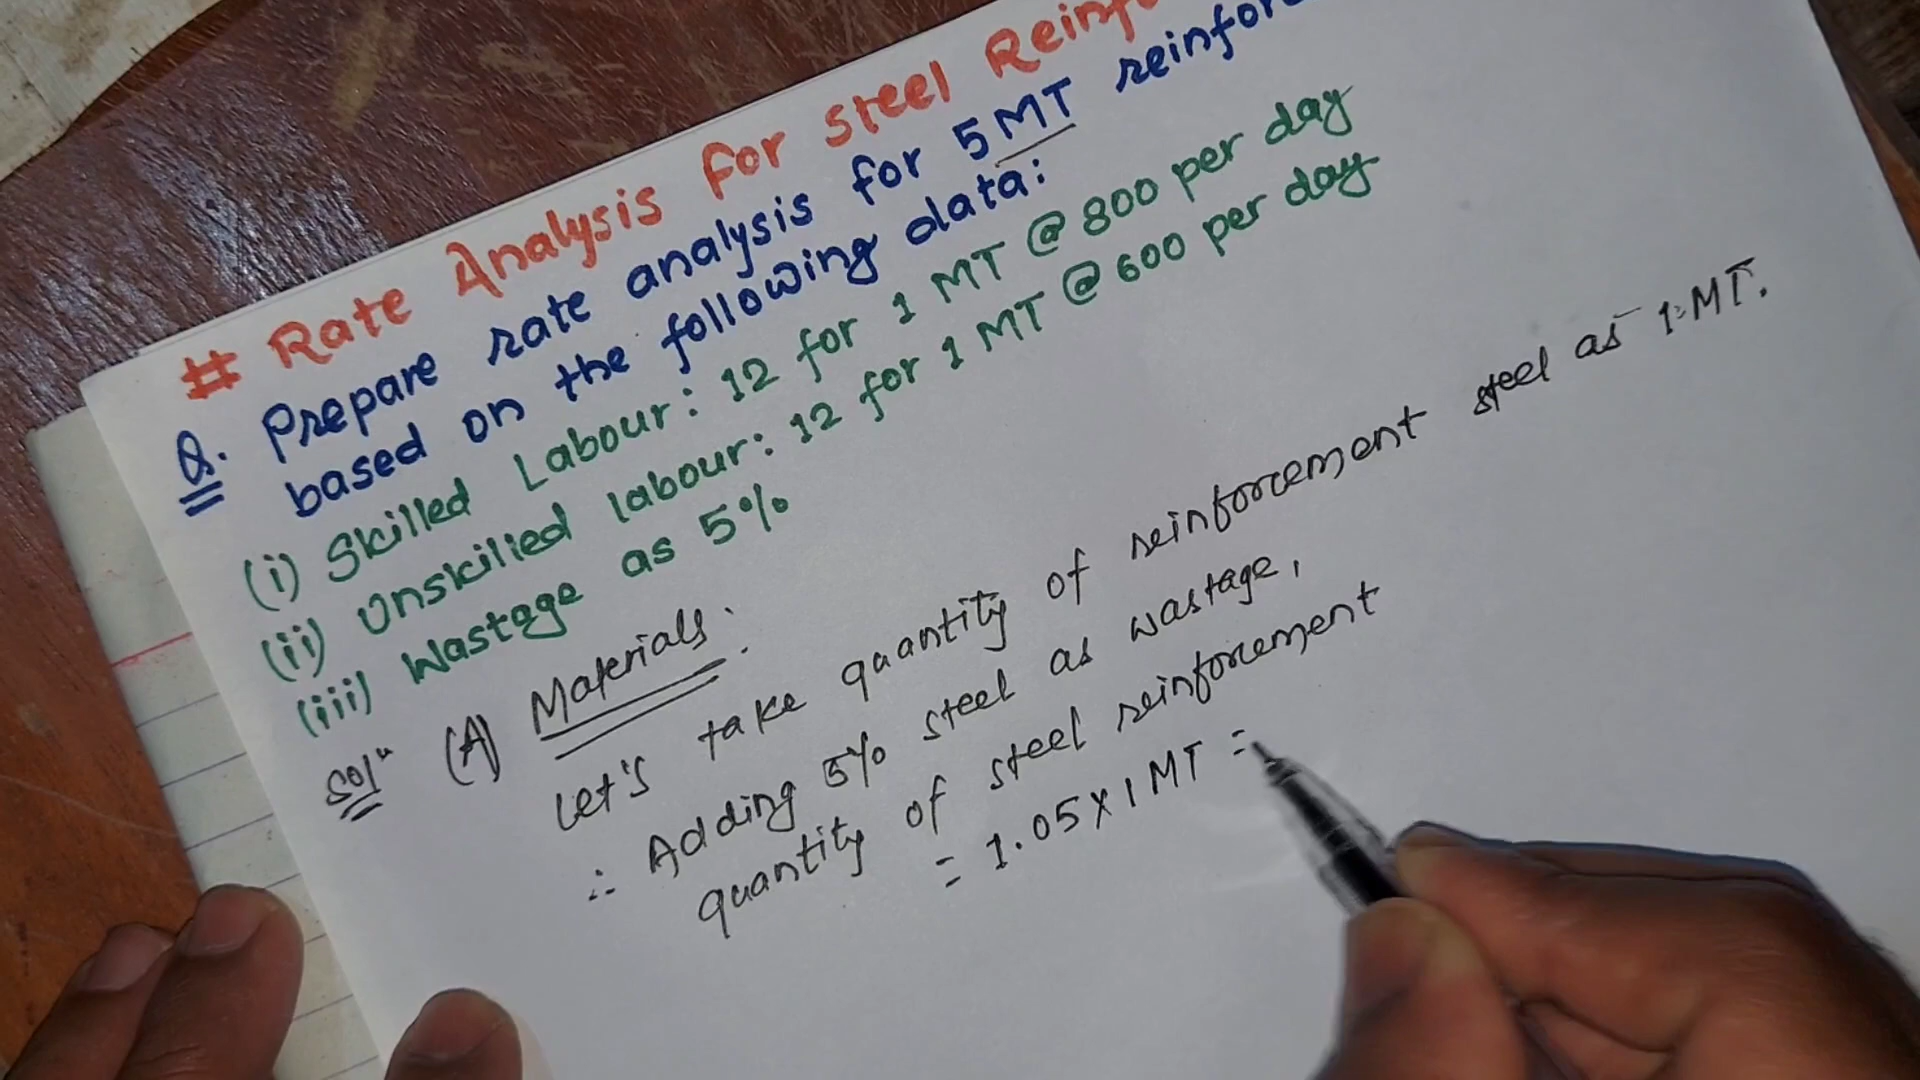 # Rate Analysis for steel
Q. Prepare rate analysis for 5 MT
based on the following data:
(i) Skilled Labour: 12 for 1 MT @ 800 per day
(ii) Unskilled labour: 12 for 1 MT @ 600 per day
(iii) Wastage as 5%
Solⁿ (A) Materials:
Let's take quantity of reinforcement steel as 1 MT.
∴ Adding 5% steel as wastage,
quantity of steel reinforcement
= 1.05 x 1 MT =